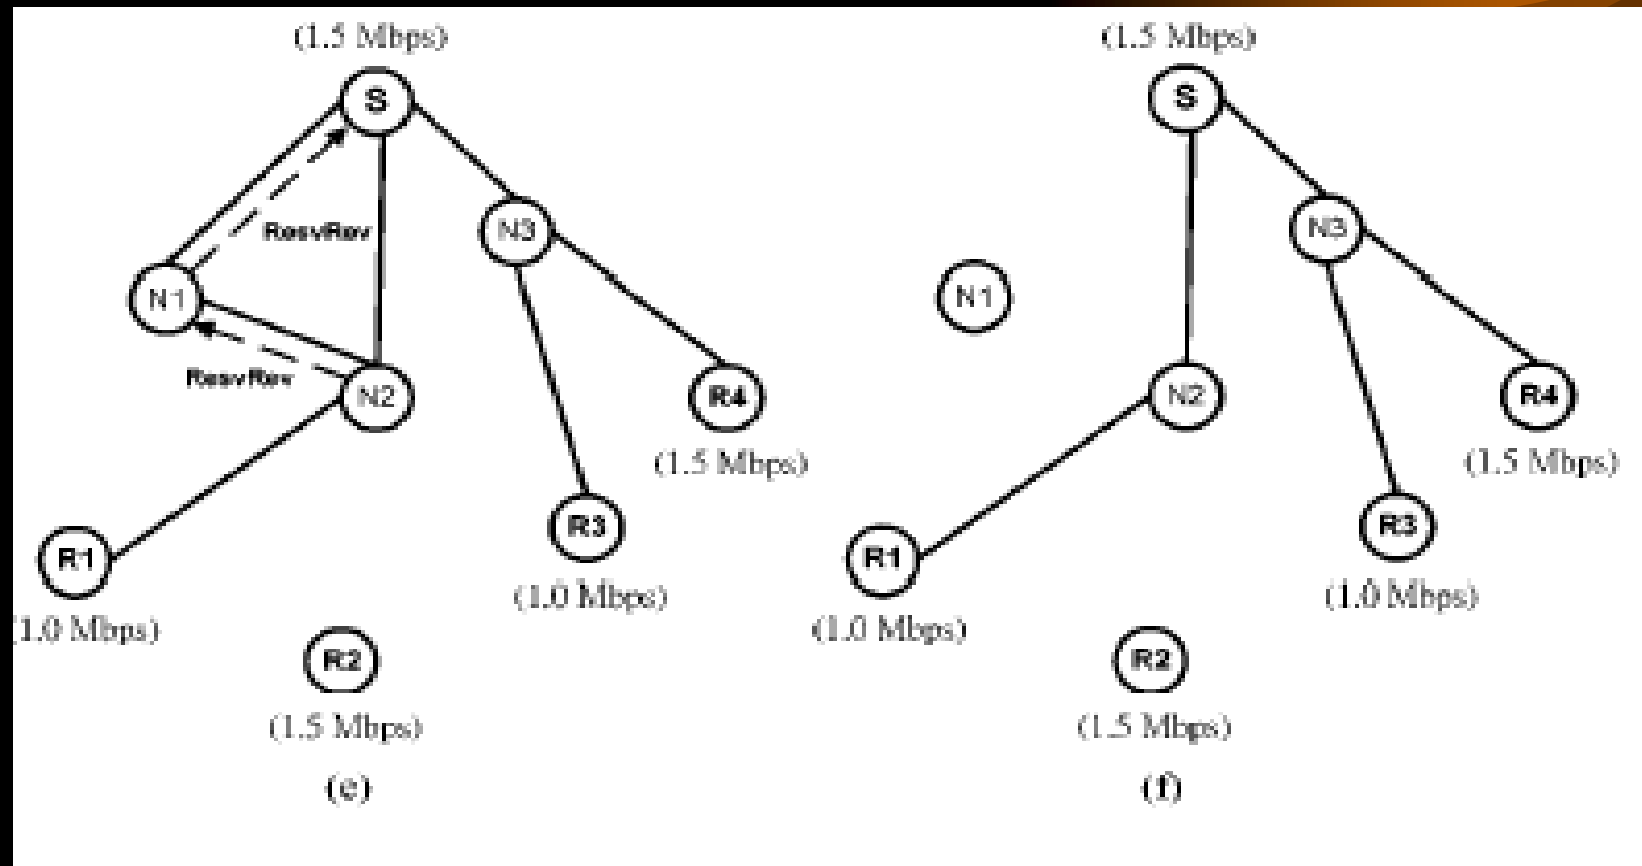 (1.5 Mbps)
S
ResvRev
N3
N1
ResvRev
N2
R4
(1.5 Mbps)
R3
R1
(1.0 Mbps)
1.0 Mbps)
R2
(1.5 Mbps)
(e)
(1.5 Mbps)
S
N3
N1
N2
R4
(1.5 Mbps)
R3
R1
(1.0 Mbps)
(1.0 Mbps)
R2
(1.5 Mbps)
(f)